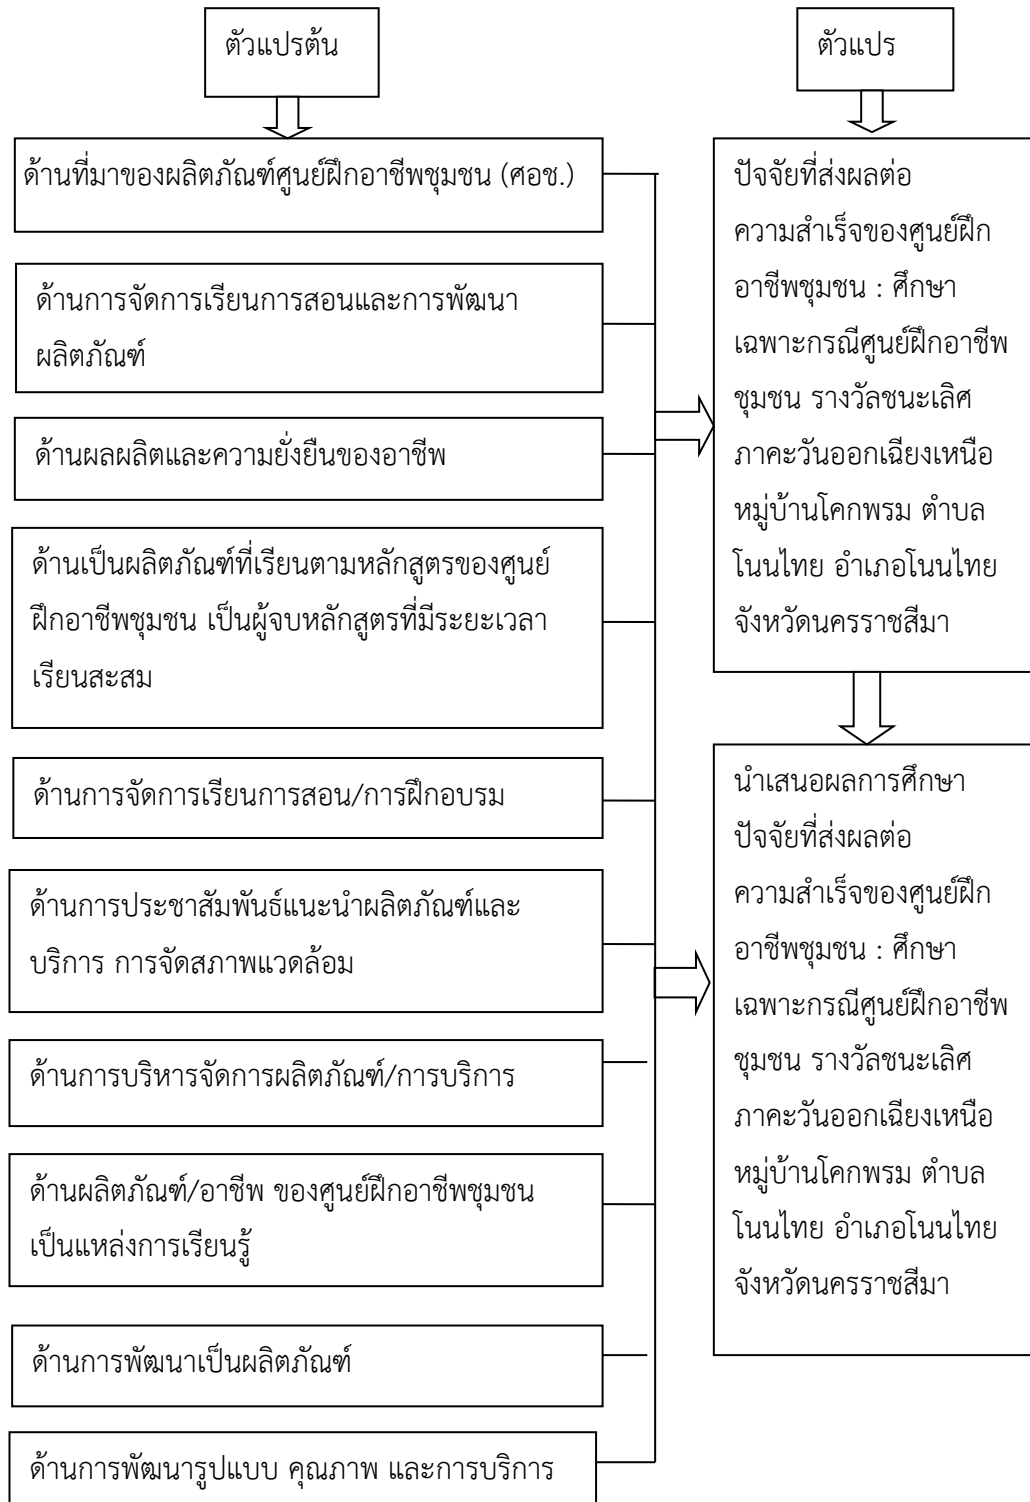 ตัวแปรต้น
ด้านที่มาของผลิตภัณฑ์ศูนย์ฝึกอาชีพชุมชน (ศอช.)
ด้านการจัดการเรียนการสอนและการพัฒนา
ผลิตภัณฑ์
ด้านผลผลิตและความยั่งยืนของอาชีพ
ด้านเป็นผลิตภัณฑ์ที่เรียนตามหลักสูตรของศูนย์
ฝึกอาชีพชุมชน เป็นผู้จบหลักสูตรที่มีระยะเวลา
เรียนสะสม
ด้านการจัดการเรียนการสอน/การฝึกอบรม
ด้านการประชาสัมพันธ์แนะนำผลิตภัณฑ์และ
บริการ การจัดสภาพแวดล้อม
ด้านการบริหารจัดการผลิตภัณฑ์/การบริการ
ด้านผลิตภัณฑ์/อาชีพ ของศูนย์ฝึกอาชีพชุมชน
เป็นแหล่งการเรียนรู้
ด้านการพัฒนาเป็นผลิตภัณฑ์
ด้านการพัฒนารูปแบบ คุณภาพ และการบริการ
ตัวแปร
ปัจจัยที่ส่งผลต่อ
ความสำเร็จของศูนย์ฝึก
อาชีพชุมชน : ศึกษา
เฉพาะกรณีศูนย์ฝึกอาชีพ
ชุมชน รางวัลชนะเลิศ
ภาคะวันออกเฉียงเหนือ
หมู่บ้านโคกพรม ตำบล
โนนไทย อำเภอโนนไทย
จังหวัดนครราชสีมา
นำเสนอผลการศึกษา
ปัจจัยที่ส่งผลต่อ
ความสำเร็จของศูนย์ฝึก
อาชีพชุมชน : ศึกษา
เฉพาะกรณีศูนย์ฝึกอาชีพ
ชุมชน รางวัลชนะเลิศ
ภาคะวันออกเฉียงเหนือ
หมู่บ้านโคกพรม ตำบล
โนนไทย อำเภอโนนไทย
จังหวัดนครราชสีมา